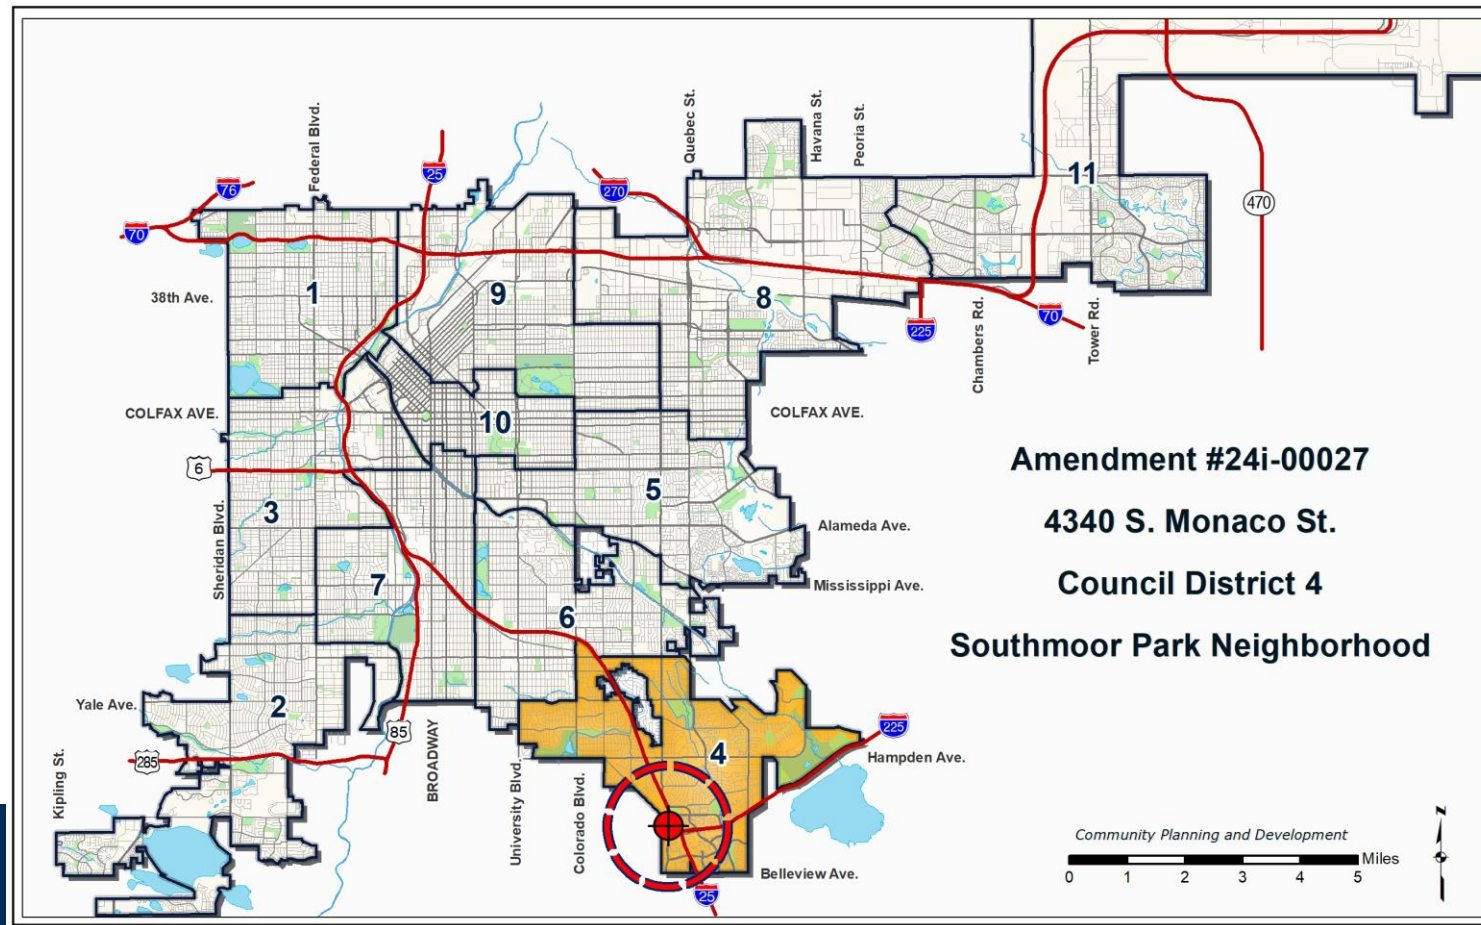 Federal Blvd.
Quebec St.
Havana St.
Peoria St.
76
25
270
11
470
70
38th Ave.
1
9
8
225
Chambers Rd.
70
Tower Rd.
COLFAX AVE.
10
COLFAX AVE.
6
Sheridan Blvd.
3
5
Alameda Ave.
7
6
Mississippi Ave.
Amendment #24i-00027
4340 S. Monaco St.
Council District 4
Southmoor Park Neighborhood
Yale Ave.
2
85
BROADWAY
4
225
Hampden Ave.
285
Kipling St.
University Blvd.
Colorado Blvd.
Belleview Ave.
25
N
Community Planning and Development
Miles
0 1 2 3 4 5